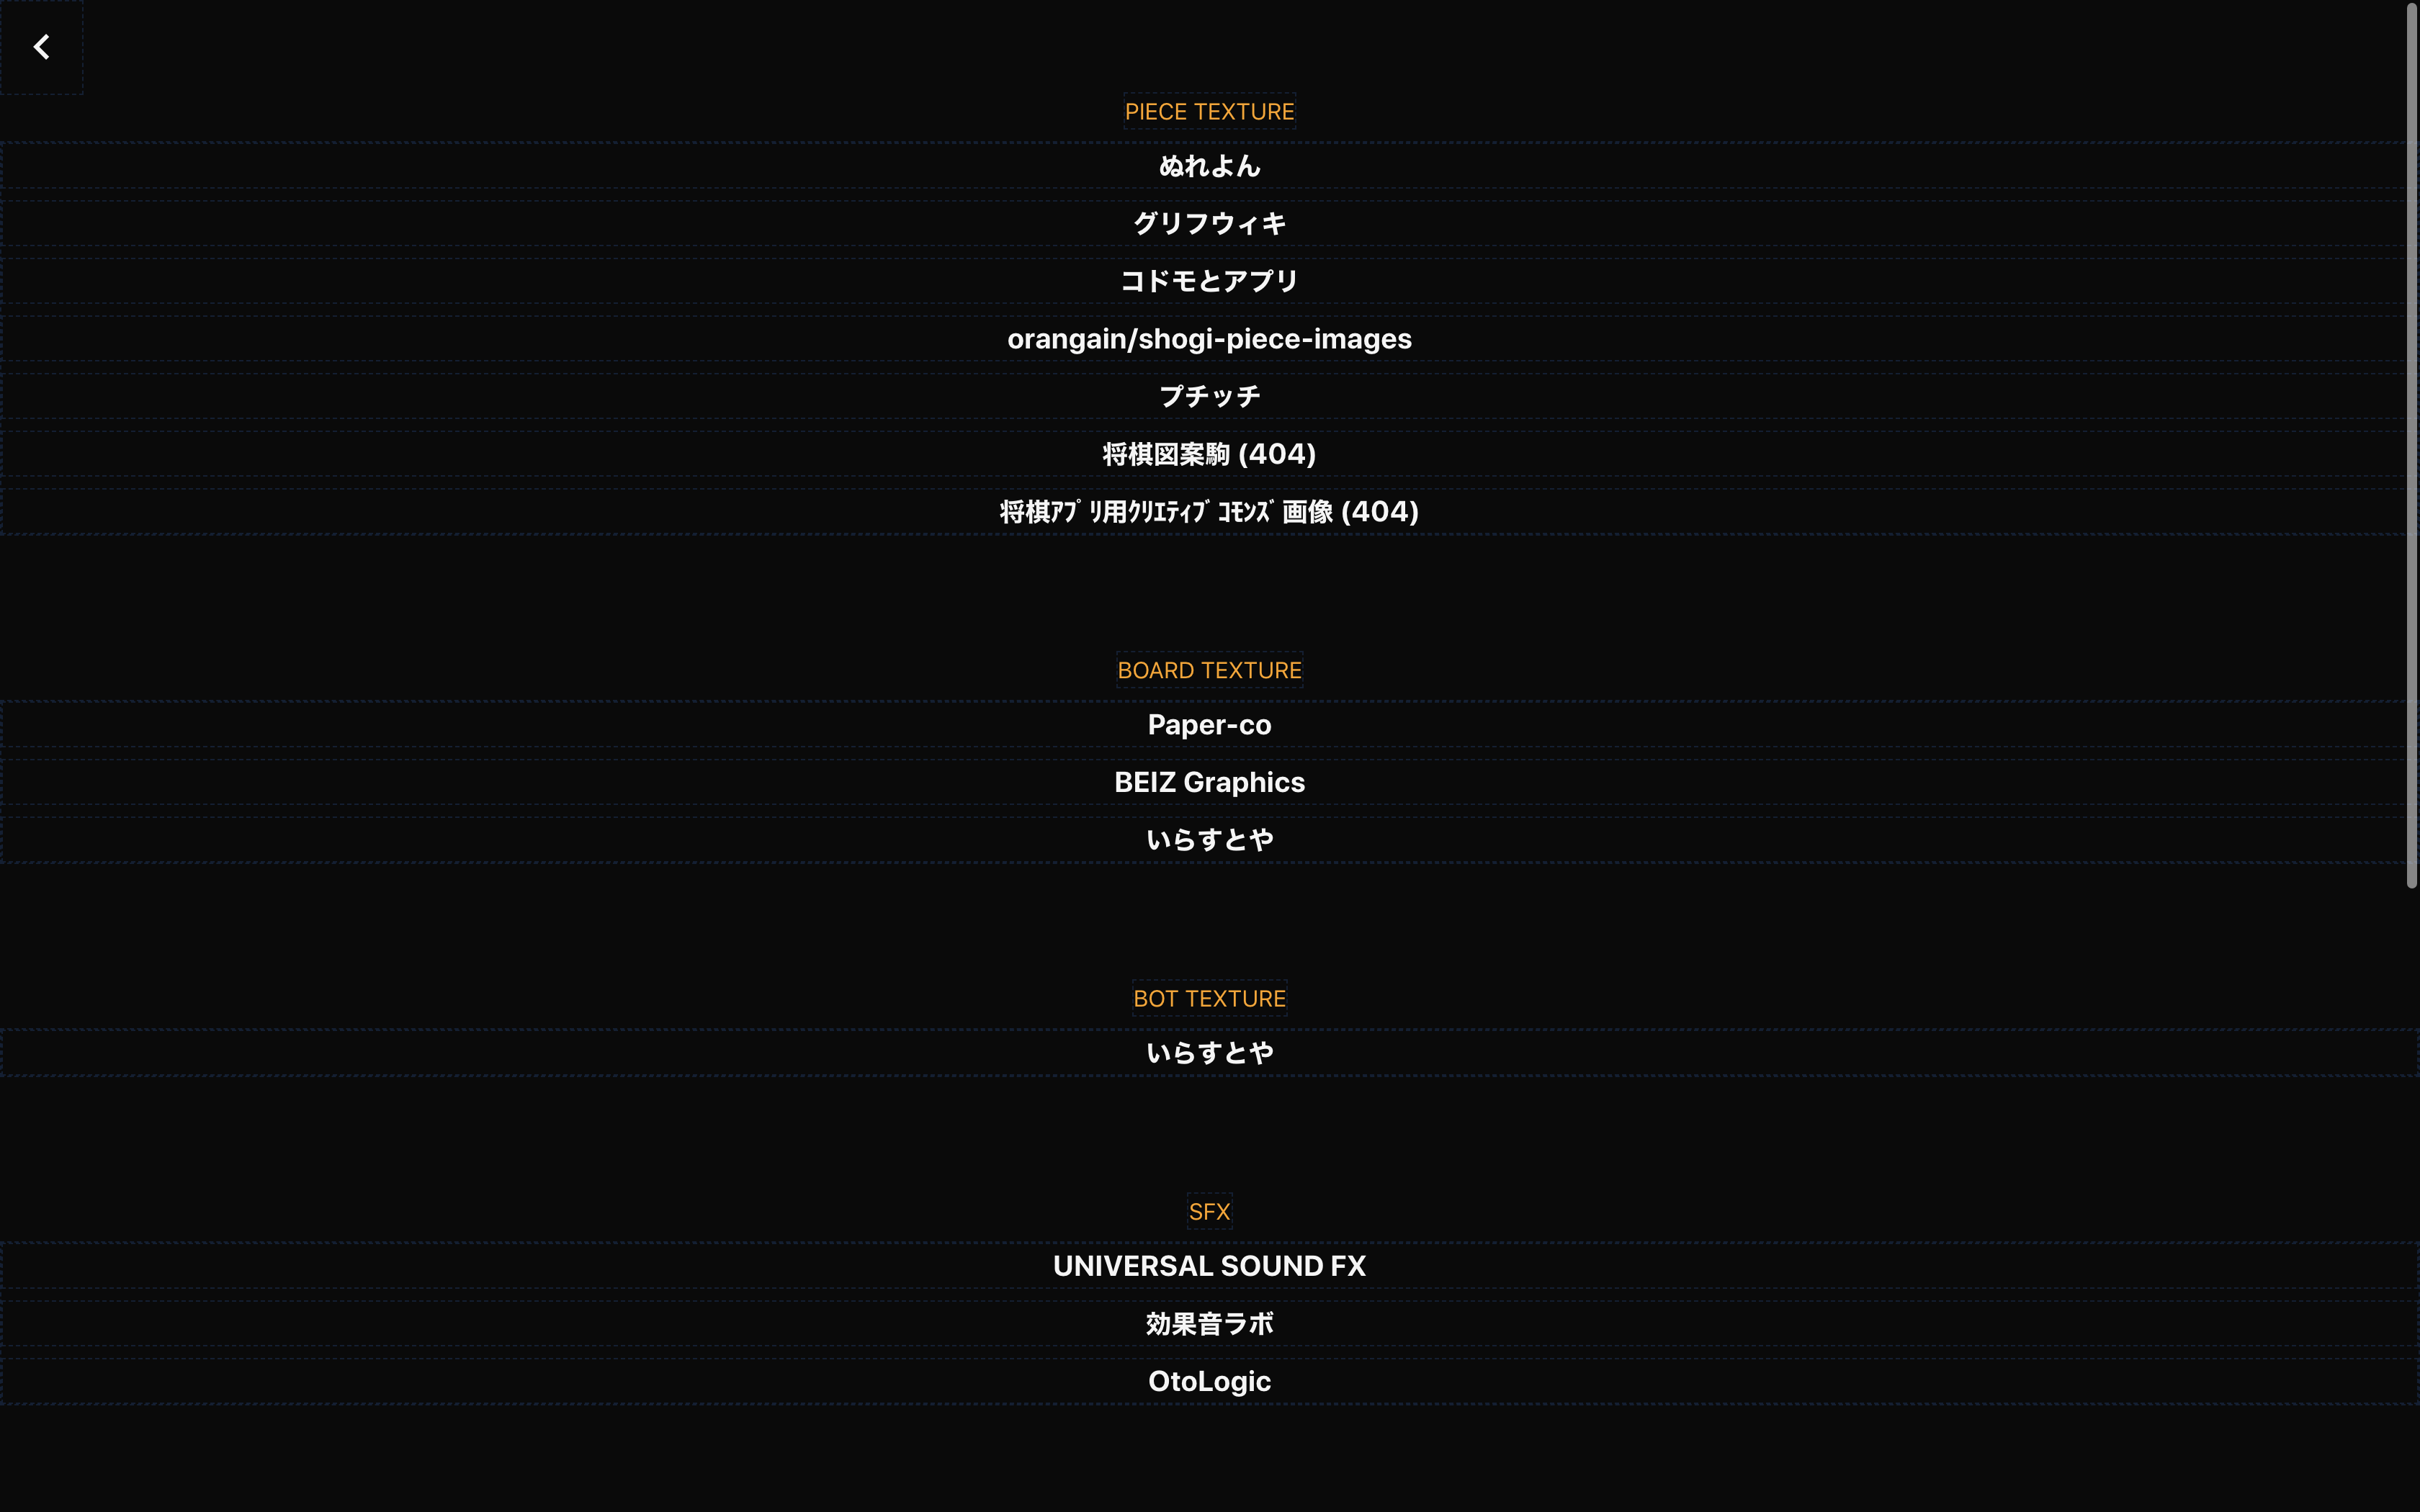 PIECE TEXTURE
ぬれよん
グリフウィキ
コドモとアプリ
orangain/shogi-piece-images
プチッチ
将棋図案駒 (404)
将棋ｱﾌﾟﾘ用ｸﾘｴﾃｨﾌﾞｺﾓﾝｽﾞ画像 (404)
BOARD TEXTURE
Paper-co
BEIZ Graphics
いらすとや
BOT TEXTURE
いらすとや
SFX
UNIVERSAL SOUND FX
効果音ラボ
OtoLogic